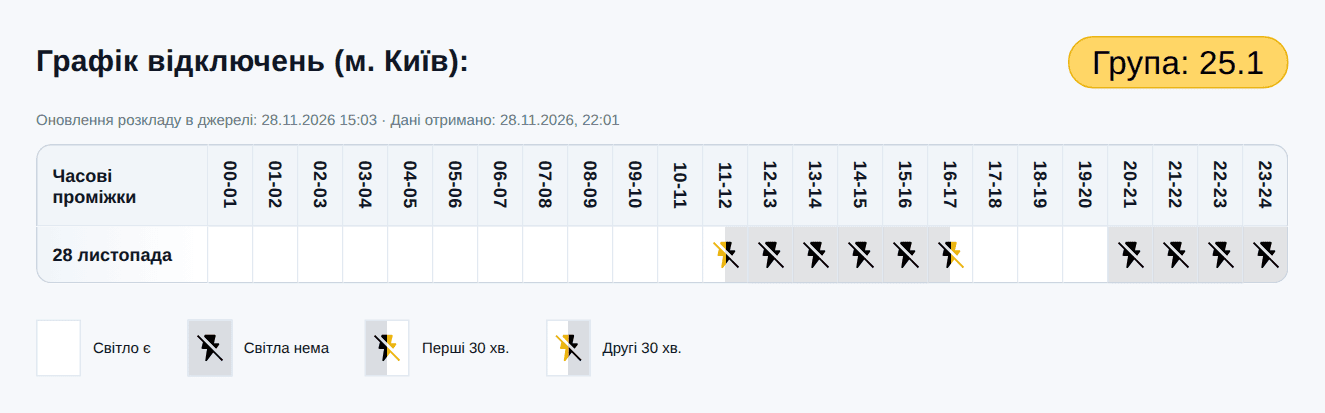 Графік відключень (м. Київ):
Група: 25.1
Оновлення розкладу в джерелі: 28.11.2026 15:03 · Дані отримано: 28.11.2026, 22:01
Часові
проміжки
00-01
01-02
02-03
03-04
04-05
05-06
06-07
07-08
08-09
09-10
10-11
11-12
12-13
13-14
14-15
15-16
16-17
17-18
18-19
19-20
20-21
21-22
22-23
23-24
28 листопада
Світло є
Світла нема
Перші 30 хв.
Другі 30 хв.